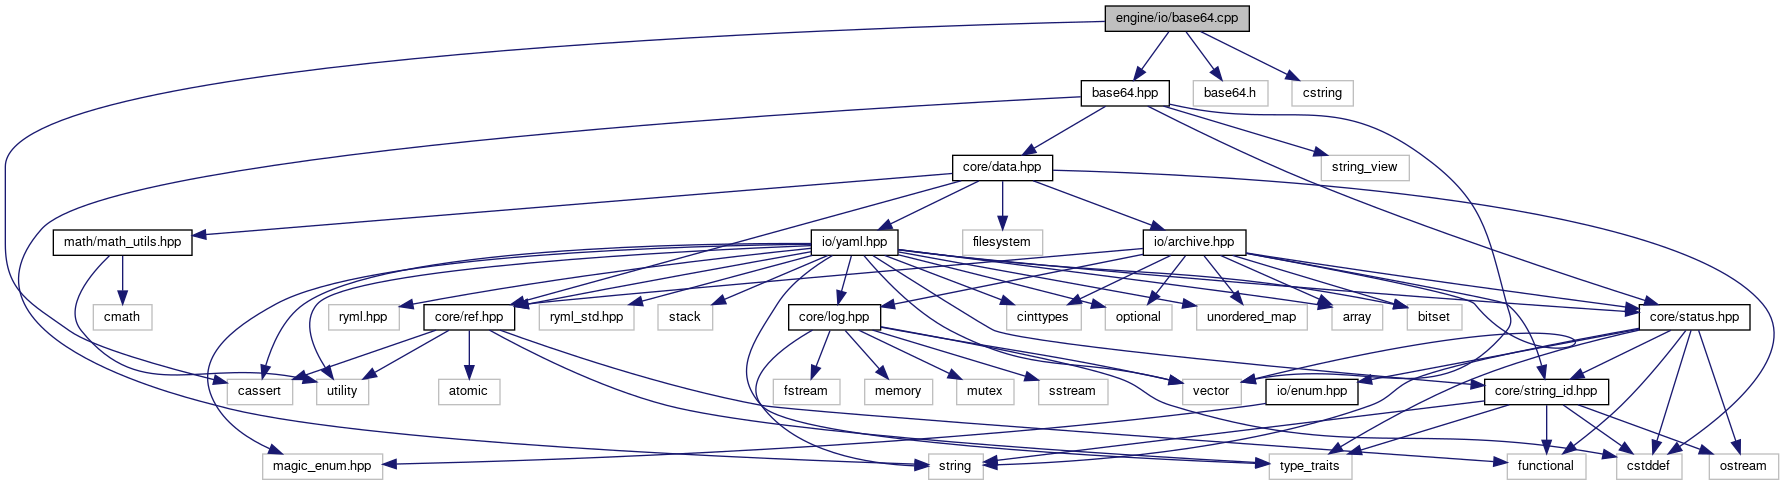 engine/io/base64.cpp
base64.hpp
base64.h
cstring
core/data.hpp
string_view
math/math_utils.hpp
io/yaml.hpp
filesystem
io/archive.hpp
cmath
ryml.hpp
core/ref.hpp
ryml_std.hpp
stack
core/log.hpp
cinttypes
optional
unordered_map
array
bitset
core/status.hpp
cassert
utility
atomic
fstream
memory
mutex
sstream
vector
io/enum.hpp
core/string_id.hpp
magic_enum.hpp
string
type_traits
functional
cstddef
ostream